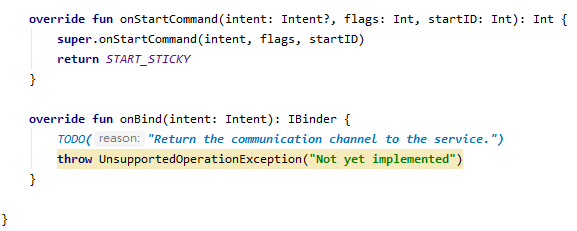 override fun onStartCommand(intent: Intent?, flags: Int, startID: Int): Int {
super.onStartCommand(intent, flags, startID)
return START_STICKY
}
override fun onBind(intent: Intent): IBinder {
TODO( reason: "Return the communication channel to the service.")
throw UnsupportedOperationException("Not yet implemented")
}
}